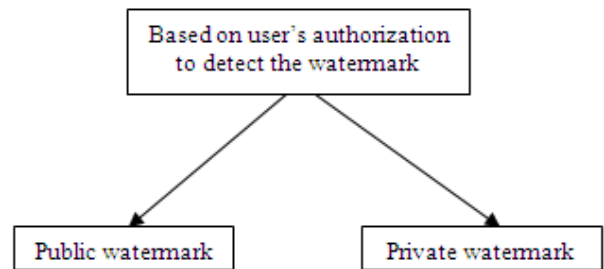 Based on user's authorization
to detect the watermark
Public watermark
Private watermark